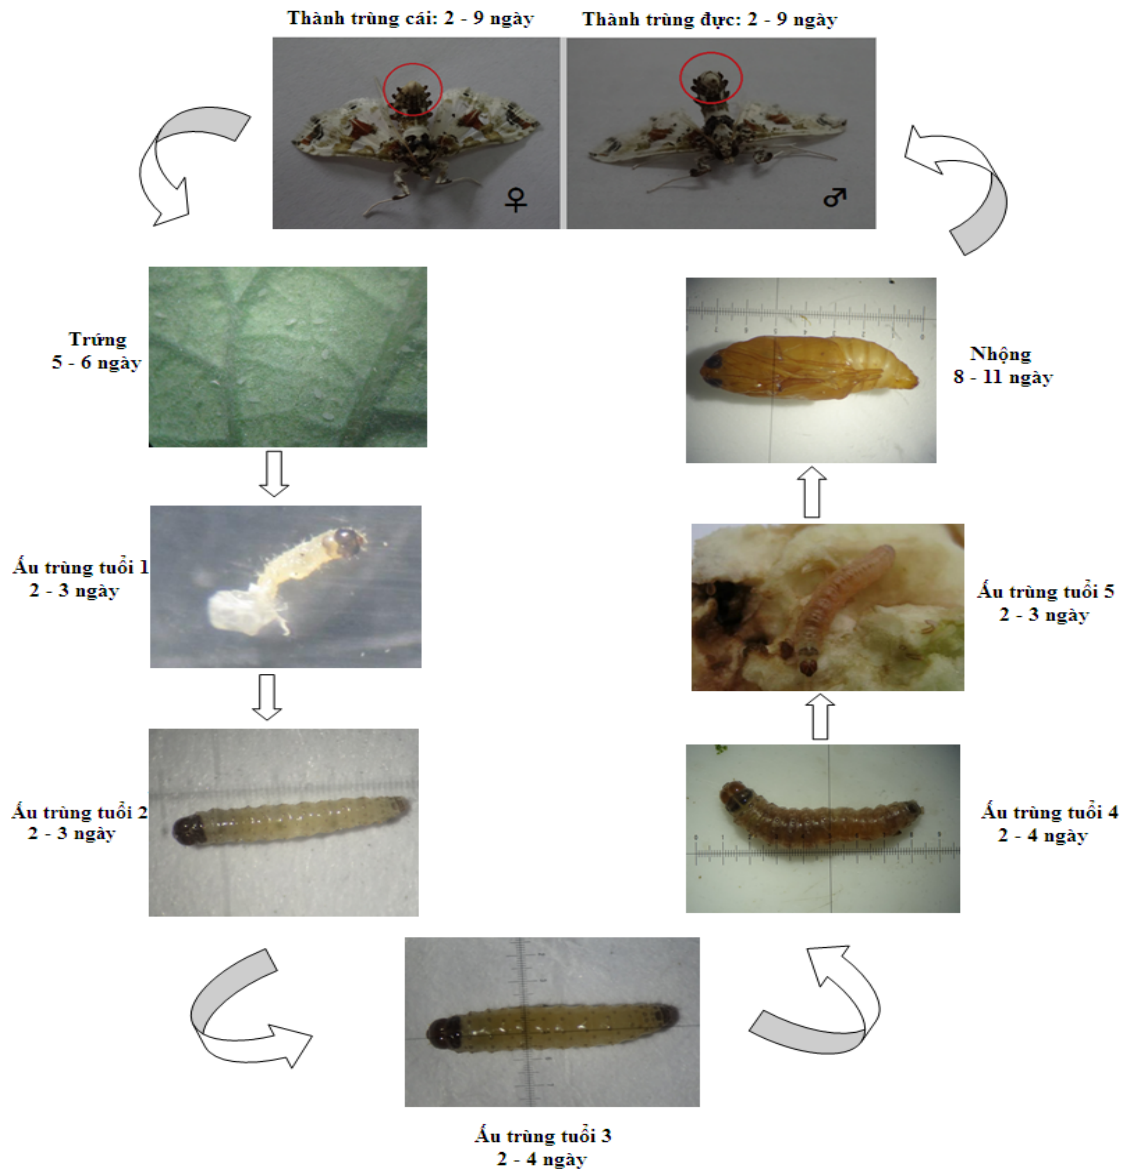 Thành trùng cái: 2 - 9 ngày
Thành trùng đực: 2 - 9 ngày
♀
♂
Trứng
5 - 6 ngày
Ấu trùng tuổi 1
2 - 3 ngày
Ấu trùng tuổi 2
2 - 3 ngày
Ấu trùng tuổi 3
2 - 4 ngày
Ấu trùng tuổi 4
2 - 4 ngày
Ấu trùng tuổi 5
2 - 3 ngày
Nhộng
8 - 11 ngày